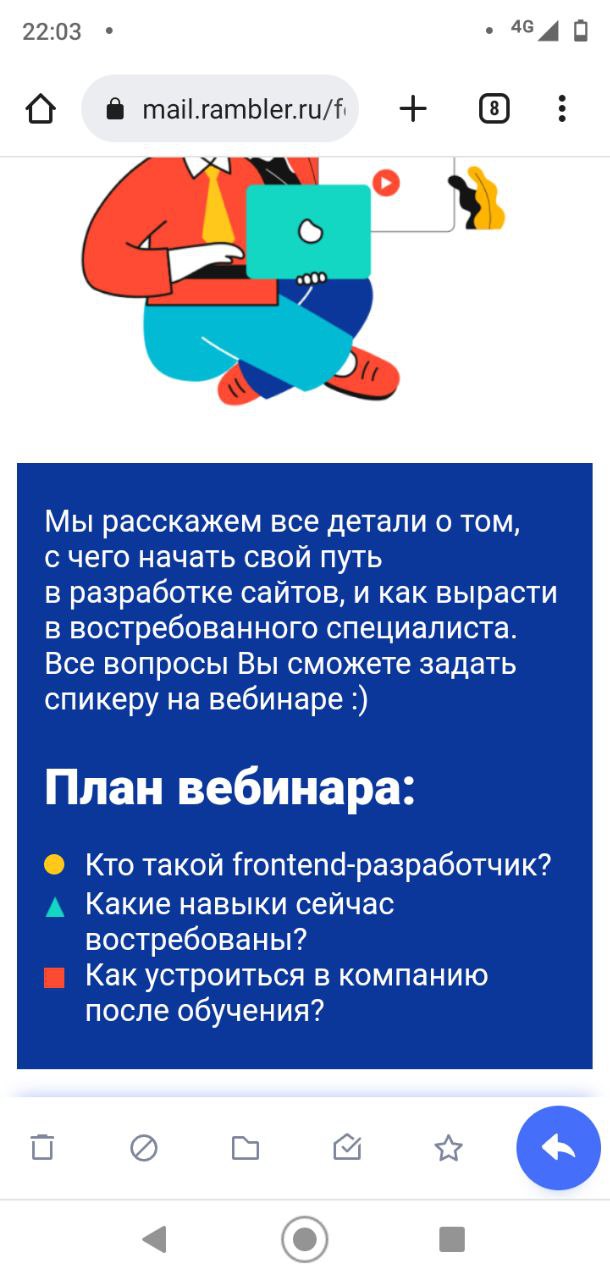 22:03
4G
mail.rambler.ru/f
8
Мы расскажем все детали о том,
с чего начать свой путь
в разработке сайтов, и как вырасти
в востребованного специалиста.
Все вопросы Вы сможете задать
спикеру на вебинаре :)
План вебинара:
Кто такой frontend-разработчик?
Какие навыки сейчас
востребованы?
Как устроиться в компанию
после обучения?